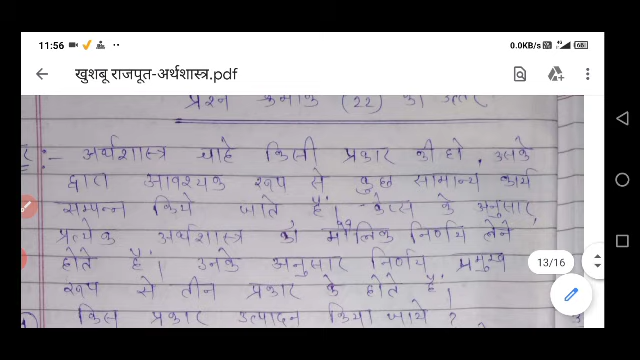 11:56
0.0KB/s
खुशबू राजपूत-अर्थशास्त्र.pdf
प्रश्न क्रमांक (22) का उत्तर
:- अर्थशास्त्र चाहे किसी प्रकार की हो, उसके
द्वारा आवश्यक रूप से कुछ सामान्य कार्य
सम्पन्न किये जाते हैं। के अनुसार,
प्रत्येक अर्थशास्त्र को मौलिक निर्णय लेने
होते हैं। उनके अनुसार निर्णय प्रमुख
रूप से तीन प्रकार के होते हैं।
किस प्रकार उत्पादन किया जाये ?
13/16